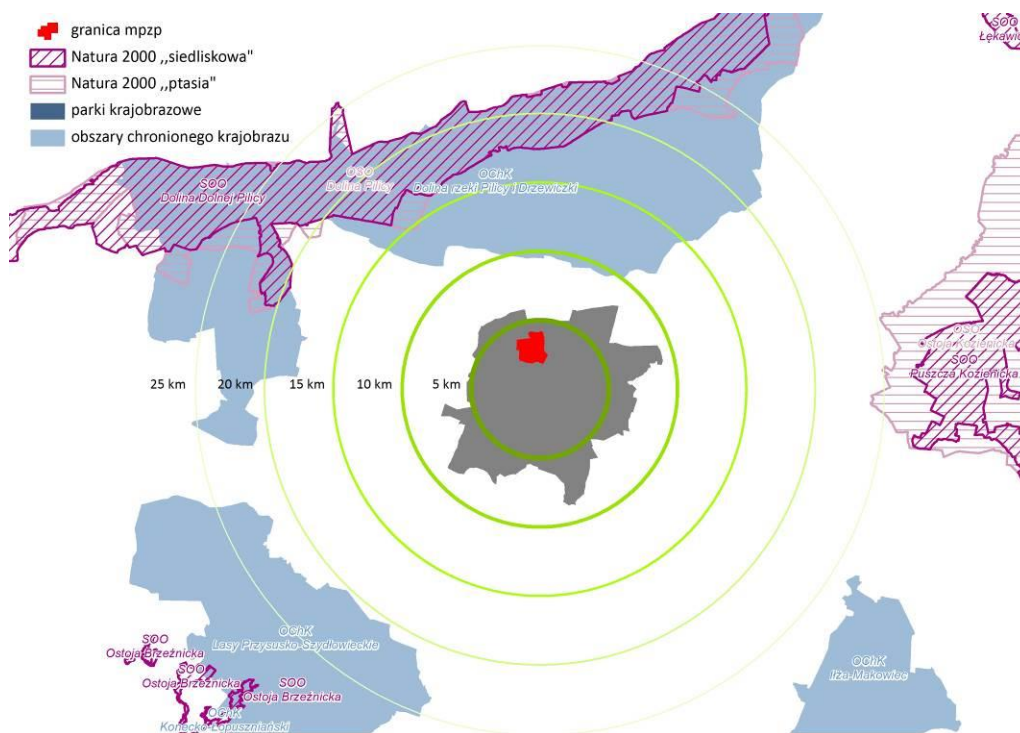 granica mpzp
Natura 2000 ,,siedliskowa"
Natura 2000 ,,ptasia"
parki krajobrazowe
obszary chronionego krajobrazu
SOO
Łękawica
SOO
Dolina Dolnej Pilicy
OSO
Dolina Pilicy
OChK
Dolina rzeki Pilicy i Drzewiczki
OSO
Ostoja Kozienicka
SOO
Puszcza Kozienicka
25 km
20 km
15 km
10 km
5 km
OChK
Lasy Przysusko-Szydłowieckie
SOO
Ostoja Brzeźnicka
SOO
Ostoja Brzeźnicka
SOO
Ostoja Brzeźnicka
OChK
Konecko-Łopuszniański
OChK
Iłża-Makowiec